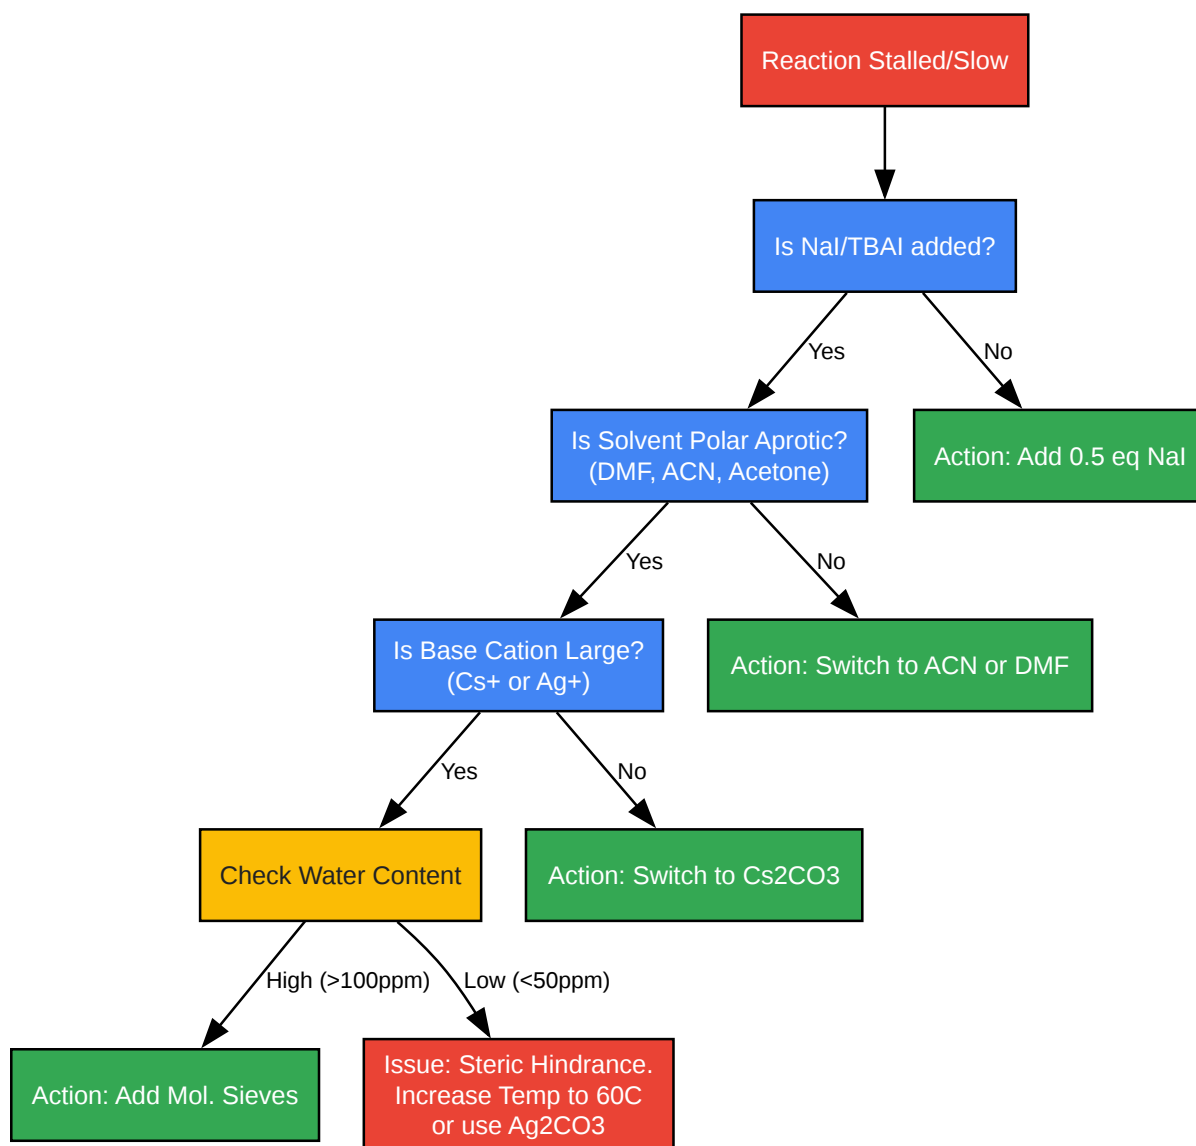 Reaction Stalled/Slow
Is NaI/TBAI added?
Yes
No
Is Solvent Polar Aprotic?
(DMF, ACN, Acetone)
Action: Add 0.5 eq NaI
Yes
No
Is Base Cation Large?
(Cs+ or Ag+)
Action: Switch to ACN or DMF
Yes
No
Check Water Content
Action: Switch to Cs2CO3
High (>100ppm)
Low (<50ppm)
Action: Add Mol. Sieves
Issue: Steric Hindrance.
Increase Temp to 60C
or use Ag2CO3